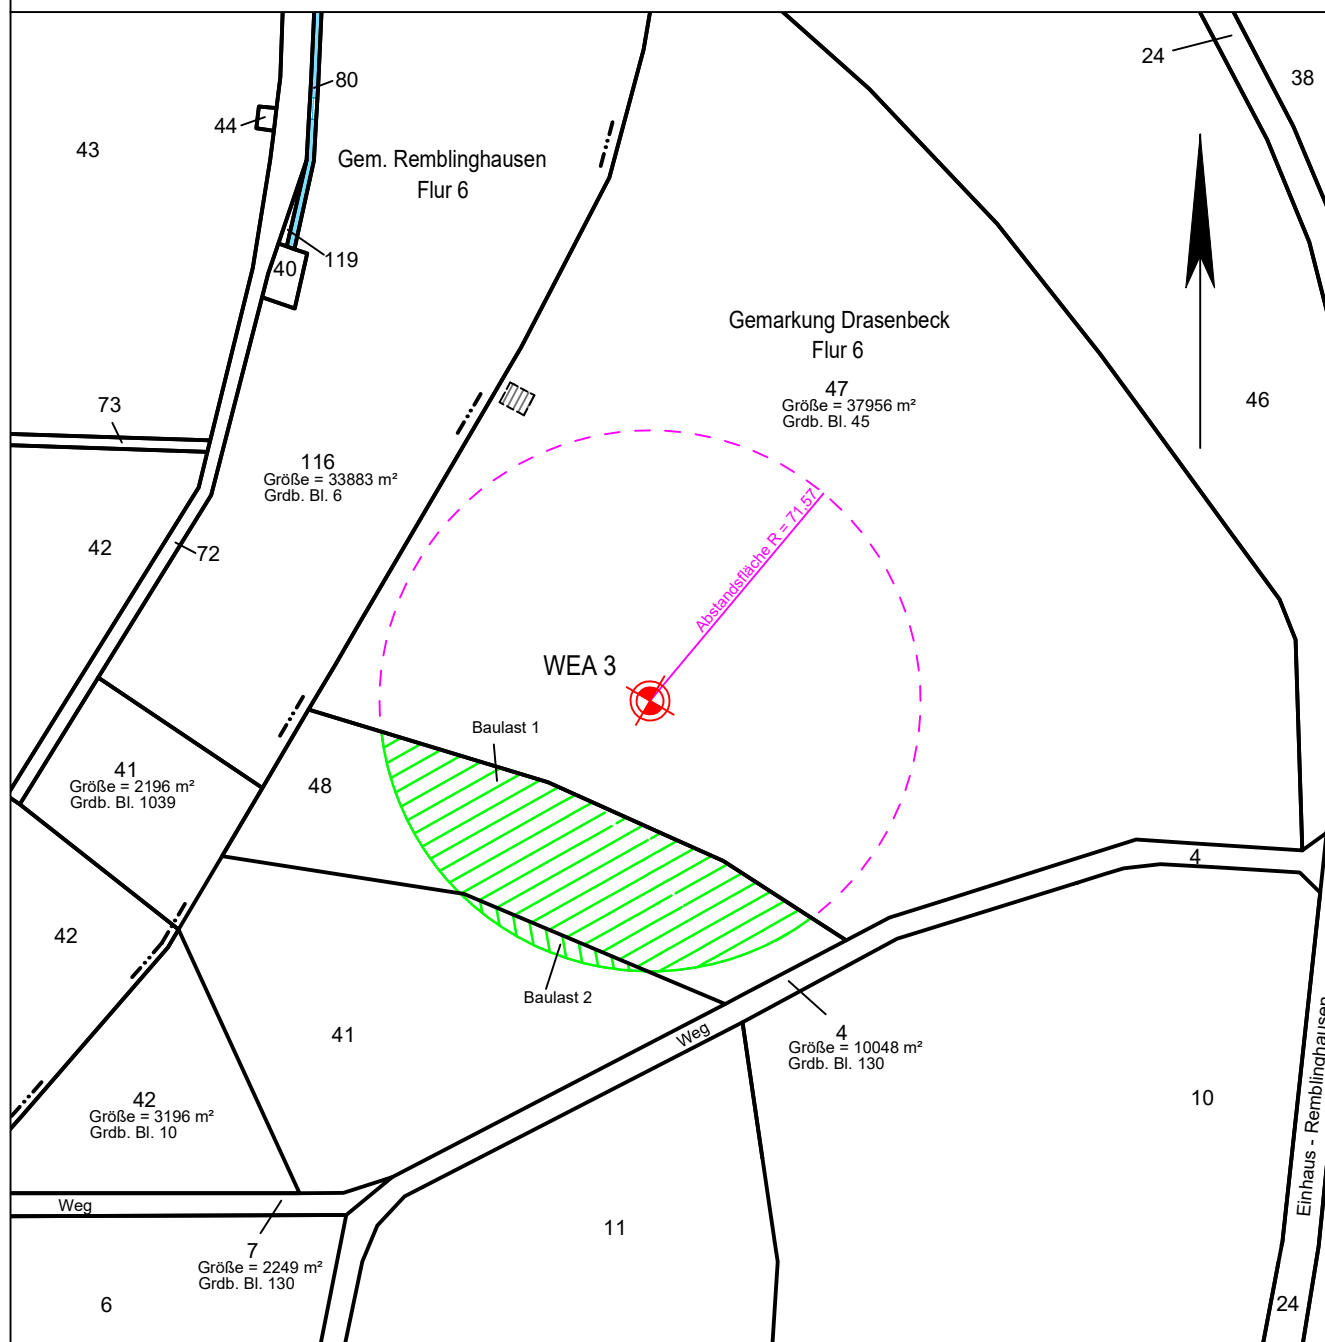 24
38
80
44
43
Gem. Remblinghausen
Flur 6
119
40
Gemarkung Drasenbeck
Flur 6
47
Größe = 37956 m²
Grdb. Bl. 45
46
73
116
Größe = 33883 m²
Grdb. Bl. 6
Abstandsfläche R = 71,57
42
72
WEA 3
Baulast 1
41
Größe = 2196 m²
Grdb. Bl. 1039
48
4
42
Baulast 2
41
Weg
4
Größe = 10048 m²
Grdb. Bl. 130
10
Einhaus - Remblinghausen
42
Größe = 3196 m²
Grdb. Bl. 10
Weg
11
7
Größe = 2249 m²
Grdb. Bl. 130
6
24